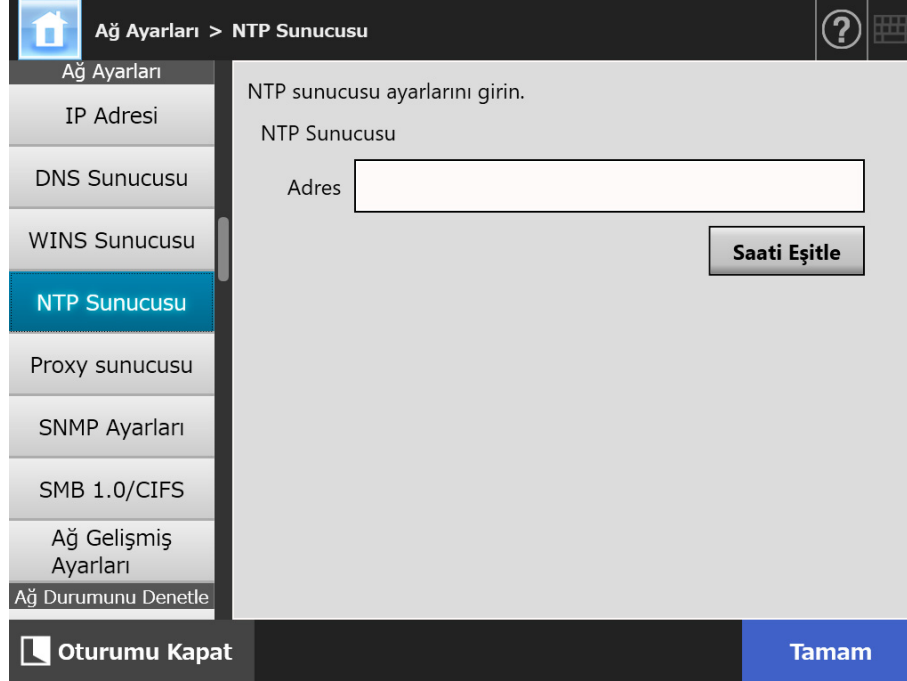 Ağ Ayarları > NTP Sunucusu
Ağ Ayarları
IP Adresi
DNS Sunucusu
WINS Sunucusu
NTP Sunucusu
Proxy sunucusu
SNMP Ayarları
SMB 1.0/CIFS
Ağ Gelişmiş
Ayarları
Ağ Durumunu Denetle
NTP sunucusu ayarlarını girin.
NTP Sunucusu
Adres
Saati Eşitle
Oturumu Kapat
Tamam